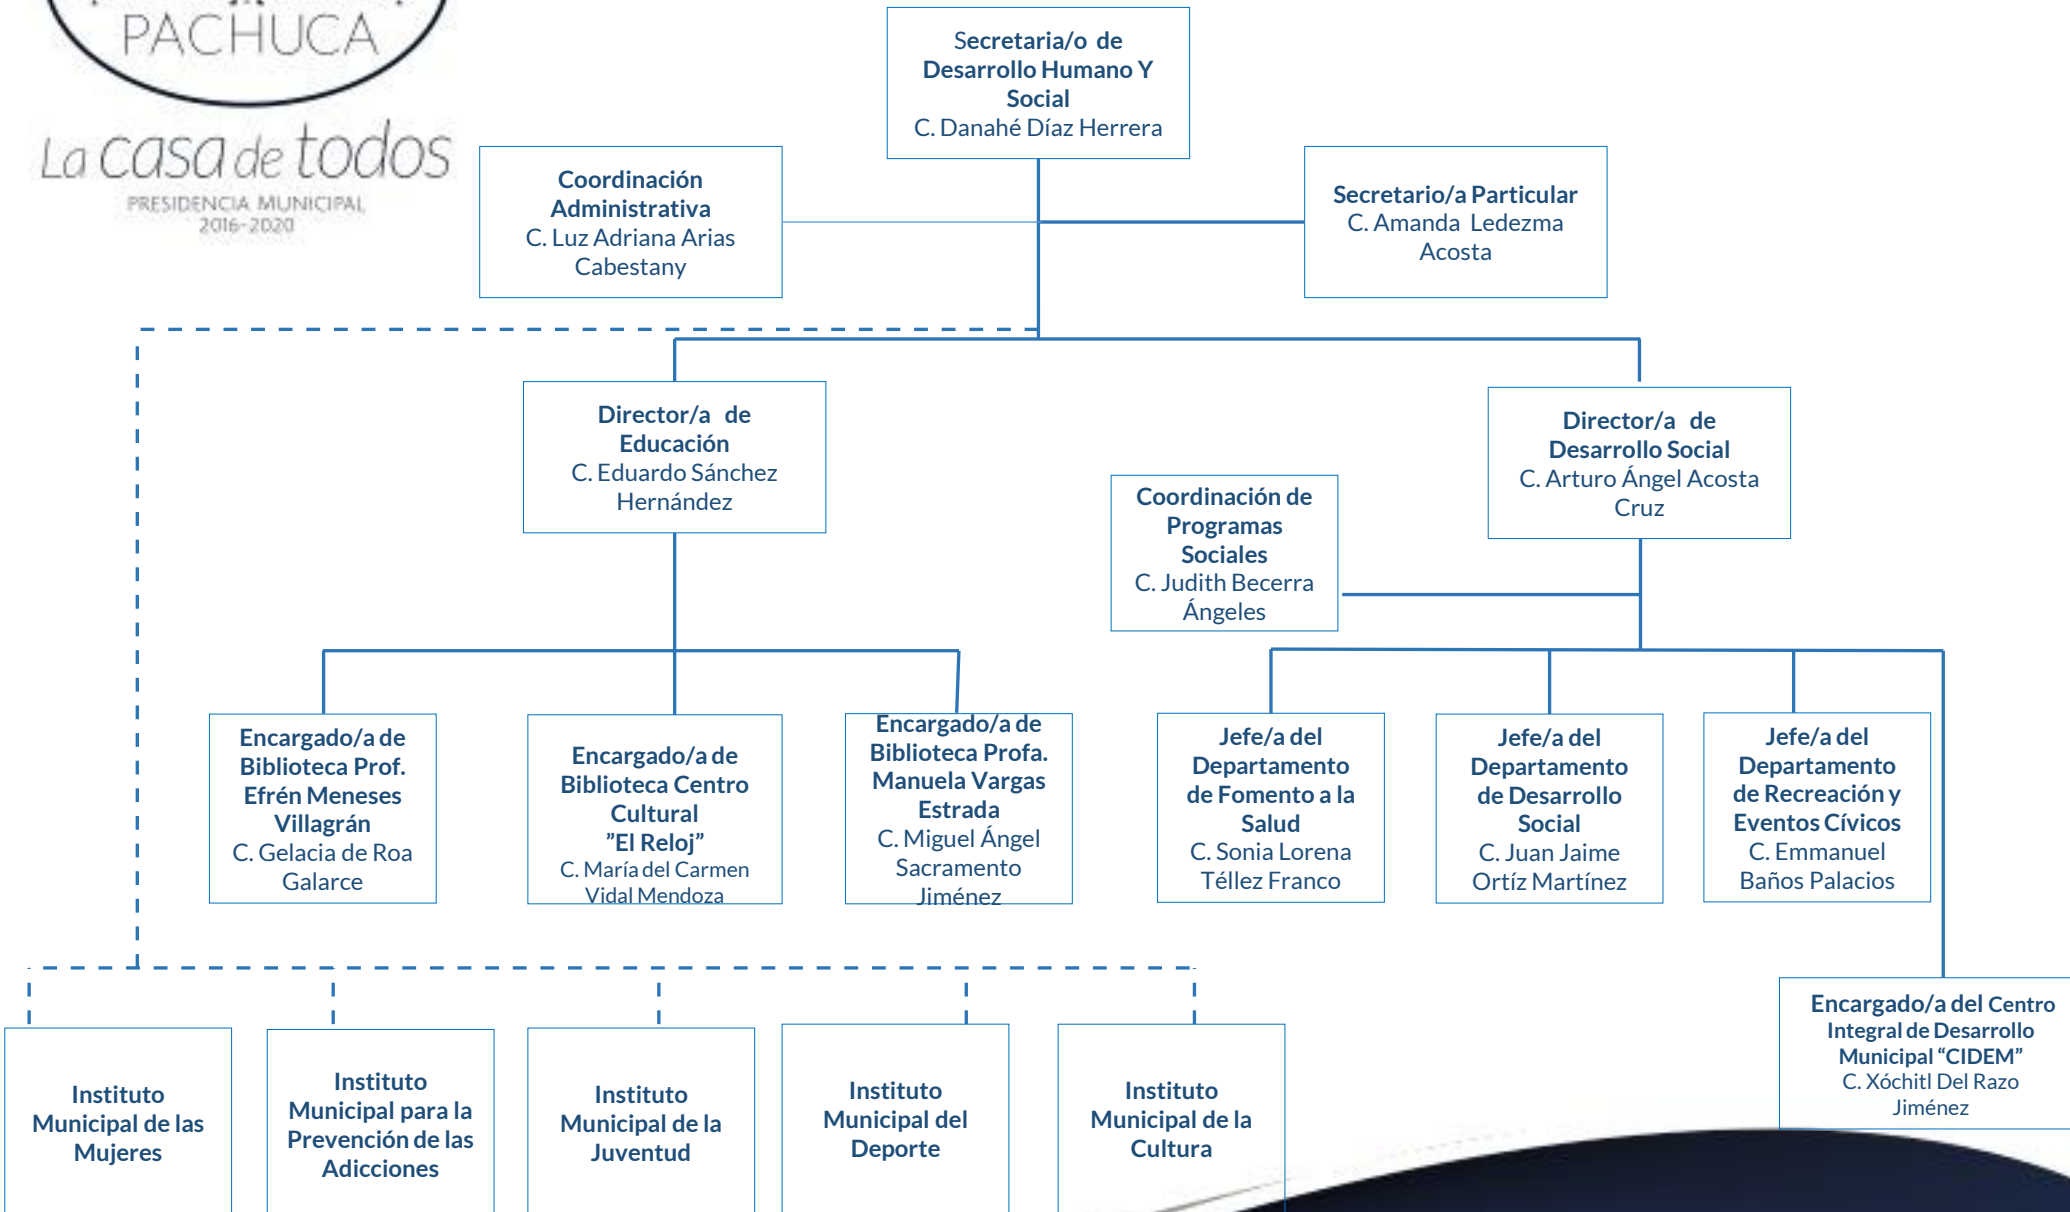 PACHUCA
La casa de todos
PRESIDENCIA MUNICIPAL
2016-2020
Secretaria/o de
Desarrollo Humano Y
Social
C. Danahé Díaz Herrera
Coordinación
Administrativa
C. Luz Adriana Arias
Cabestany
Secretario/a Particular
C. Amanda Ledezma
Acosta
Director/a de
Educación
C. Eduardo Sánchez
Hernández
Director/a de
Desarrollo Social
C. Arturo Ángel Acosta
Cruz
Coordinación de
Programas
Sociales
C. Judith Becerra
Ángeles
Encargado/a de
Biblioteca Prof.
Efrén Meneses
Villagrán
C. Gelacia de Roa
Galarce
Encargado/a de
Biblioteca Centro
Cultural
”El Reloj”
C. María del Carmen
Vidal Mendoza
Encargado/a de
Biblioteca Profa.
Manuela Vargas
Estrada
C. Miguel Ángel
Sacramento
Jiménez
Jefe/a del
Departamento
de Fomento a la
Salud
C. Sonia Lorena
Téllez Franco
Jefe/a del
Departamento
de Desarrollo
Social
C. Juan Jaime
Ortíz Martínez
Jefe/a del
Departamento
de Recreación y
Eventos Cívicos
C. Emmanuel
Baños Palacios
Encargado/a del Centro
Integral de Desarrollo
Municipal “CIDEM”
C. Xóchitl Del Razo
Jiménez
Instituto
Municipal de las
Mujeres
Instituto
Municipal para la
Prevención de las
Adicciones
Instituto
Municipal de la
Juventud
Instituto
Municipal del
Deporte
Instituto
Municipal de la
Cultura